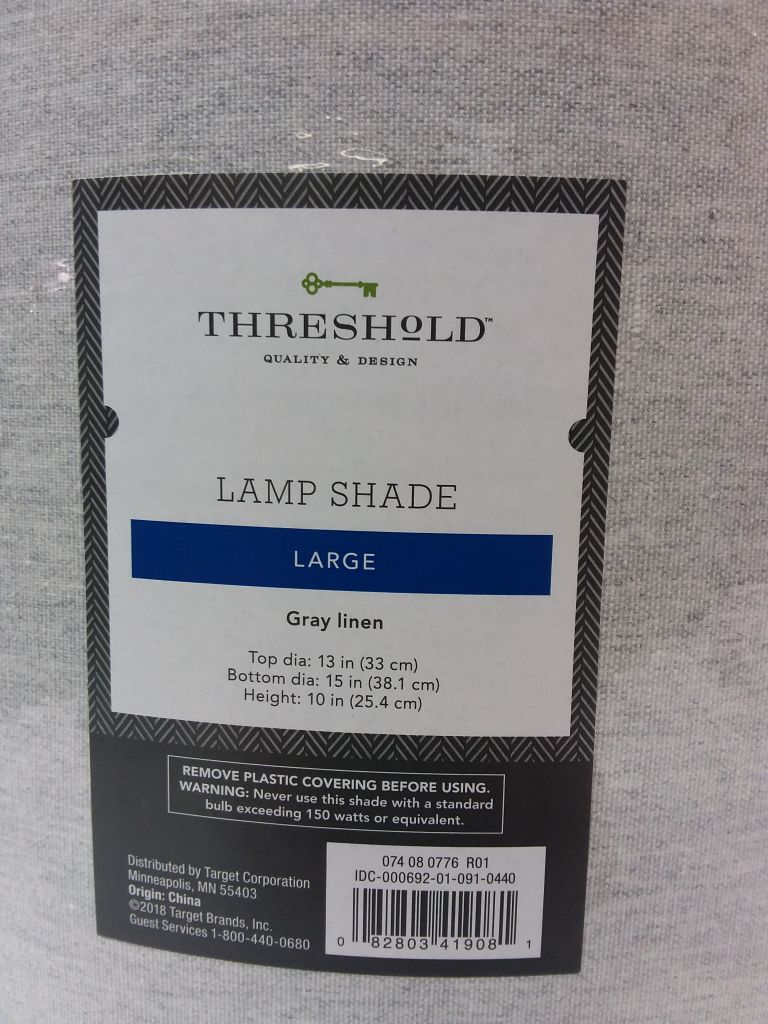 THRESHOLD™
QUALITY & DESIGN
LAMP SHADE
LARGE
Gray linen
Top dia: 13 in (33 cm)
Bottom dia: 15 in (38.1 cm)
Height: 10 in (25.4 cm)
REMOVE PLASTIC COVERING BEFORE USING.
WARNING: Never use this shade with a standard
bulb exceeding 150 watts or equivalent.
Distributed by Target Corporation
Minneapolis, MN 55403
Origin: China
©2018 Target Brands, Inc.
Guest Services 1-800-440-0680
074 08 0776 R01
IDC-000692-01-091-0440
0 82803 41908 1